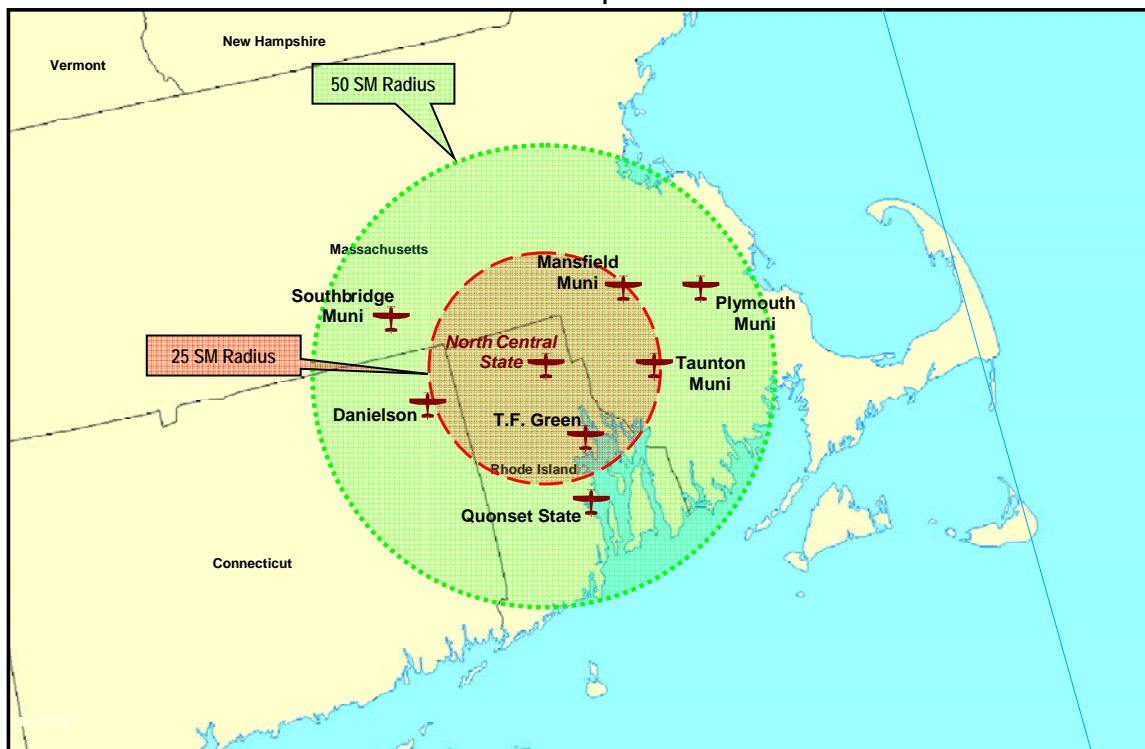 New Hampshire
Vermont
50 SM Radius
Massachusetts
Mansfield
Muni
Southbridge
Muni
Plymouth
Muni
North Central
State
25 SM Radius
Taunton
Muni
Danielson
T.F. Green
Rhode Island
Quonset State
Connecticut